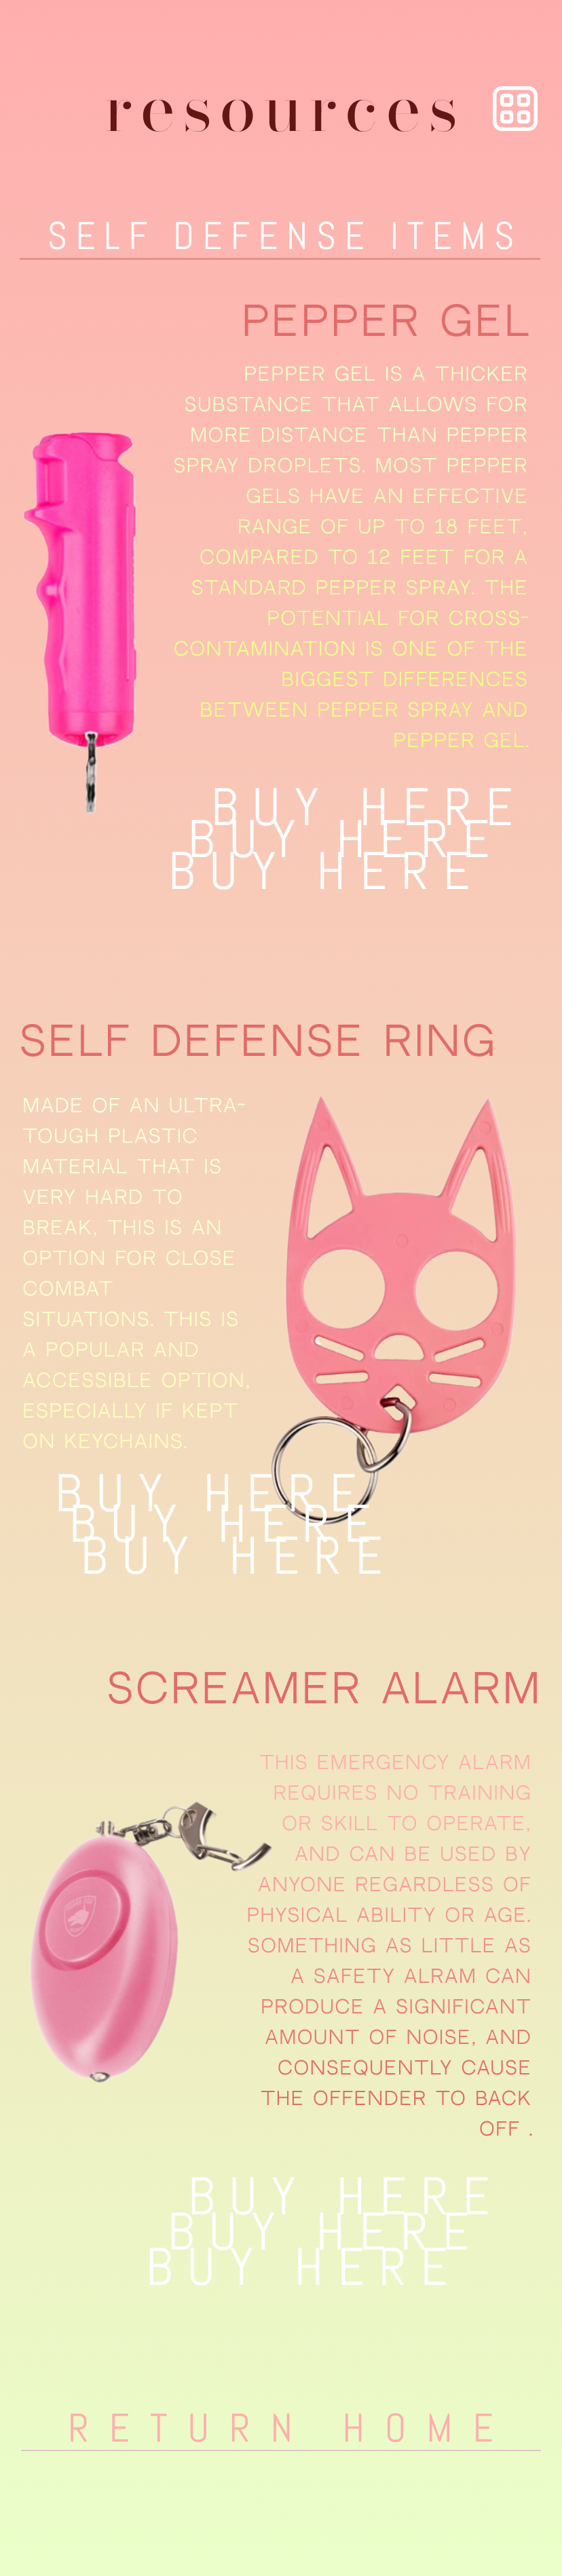 resources
SELF DEFENSE ITEMS
PEPPER GEL
PEPPER GEL IS A THICKER
SUBSTANCE THAT ALLOWS FOR
MORE DISTANCE THAN PEPPER
SPRAY DROPLETS. MOST PEPPER
GELS HAVE AN EFFECTIVE
RANGE OF UP TO 18 FEET,
COMPARED TO 12 FEET FOR A
STANDARD PEPPER SPRAY. THE
POTENTIAL FOR CROSS-
CONTAMINATION IS ONE OF THE
BIGGEST DIFFERENCES
BETWEEN PEPPER SPRAY AND
PEPPER GEL.
BUY HERE
BUY HERE
BUY HERE
SELF DEFENSE RING
MADE OF AN ULTRA-
TOUGH PLASTIC
MATERIAL THAT IS
VERY HARD TO
BREAK, THIS IS AN
OPTION FOR CLOSE
COMBAT
SITUATIONS. THIS IS
A POPULAR AND
ACCESSIBLE OPTION,
ESPECIALLY IF KEPT
ON KEYCHAINS.
BUY HERE
BUY HERE
BUY HERE
SCREAMER ALARM
THIS EMERGENCY ALARM
REQUIRES NO TRAINING
OR SKILL TO OPERATE,
AND CAN BE USED BY
ANYONE REGARDLESS OF
PHYSICAL ABILITY OR AGE.
SOMETHING AS LITTLE AS
A SAFETY ALRAM CAN
PRODUCE A SIGNIFICANT
AMOUNT OF NOISE, AND
CONSEQUENTLY CAUSE
THE OFFENDER TO BACK
OFF .
BUY HERE
BUY HERE
BUY HERE
RETURN HOME